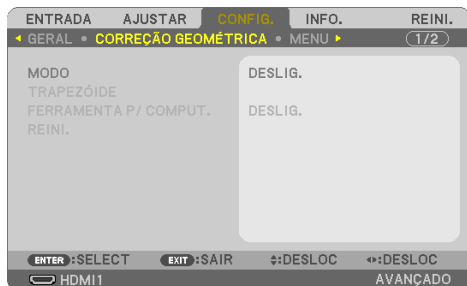 ENTRADA AJUSTAR CONFIG. INFO. REINI.
GERAL • CORREÇÃO GEOMÉTRICA • MENU 1/2
MODO DESLIG.
TRAPEZÓIDE
FERRAMENTA P/ COMPUT. DESLIG.
REINI.
ENTER :SELECT EXIT :SAIR :DESLOC :DESLOC
HDMI1 AVANÇADO